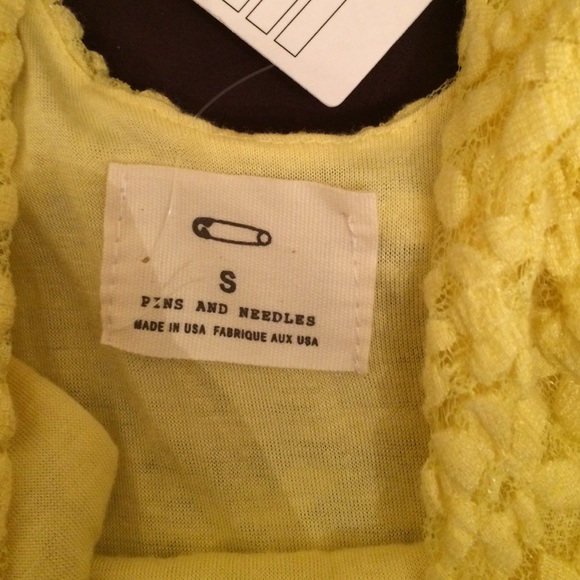 S
PINS AND NEEDLES
MADE IN USA FABRIQUE AUX USA